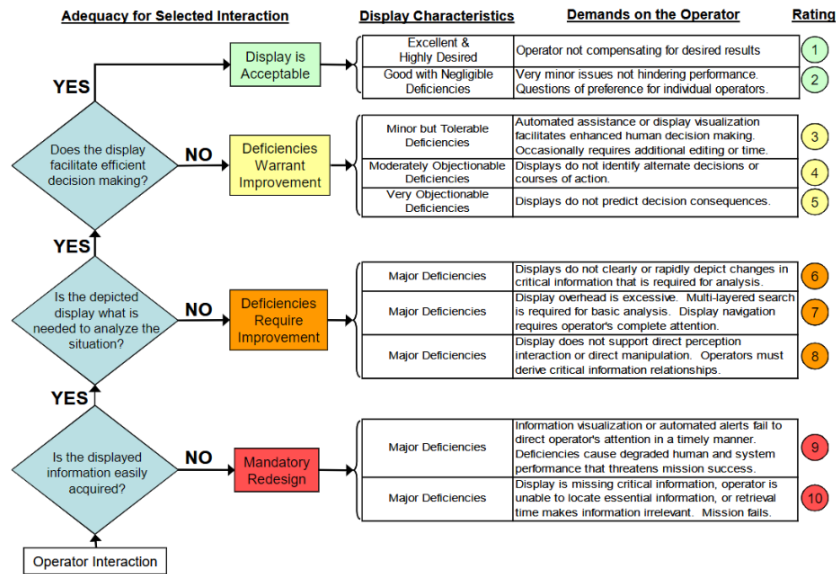 Adequacy for Selected Interaction
Display Characteristics
Demands on the Operator
Rating
Display is
Acceptable
Excellent &
Highly Desired
Operator not compensating for desired results
1
Good with Negligible
Deficiencies
Very minor issues not hindering performance.
Questions of preference for individual operators.
2
YES
Does the display
facilitate efficient
decision making?
NO
Deficiencies
Warrant
Improvement
Minor but Tolerable
Deficiencies
Automated assistance or display visualization
facilitates enhanced human decision making.
Occasionally requires additional editing or time.
3
Moderately Objectionable
Deficiencies
Displays do not identify alternate decisions or
courses of action.
4
Very Objectionable
Deficiencies
Displays do not predict decision consequences.
5
YES
Is the depicted
display what is
needed to analyze the
situation?
NO
Deficiencies
Require
Improvement
Major Deficiencies
Displays do not clearly or rapidly depict changes in
critical information that is required for analysis.
6
Major Deficiencies
Display overhead is excessive.  Multi-layered search
is required for basic analysis.  Display navigation
requires operator's complete attention.
7
Major Deficiencies
Display does not support direct perception
interaction or direct manipulation.  Operators must
derive critical information relationships.
8
YES
Is the displayed
information easily
acquired?
NO
Mandatory
Redesign
Major Deficiencies
Information visualization or automated alerts fail to
direct operator's attention in a timely manner.
Deficiencies cause degraded human and system
performance that threatens mission success.
9
Major Deficiencies
Display is missing critical information, operator is
unable to locate essential information, or retrieval
time makes information irrelevant.  Mission fails.
10
Operator Interaction